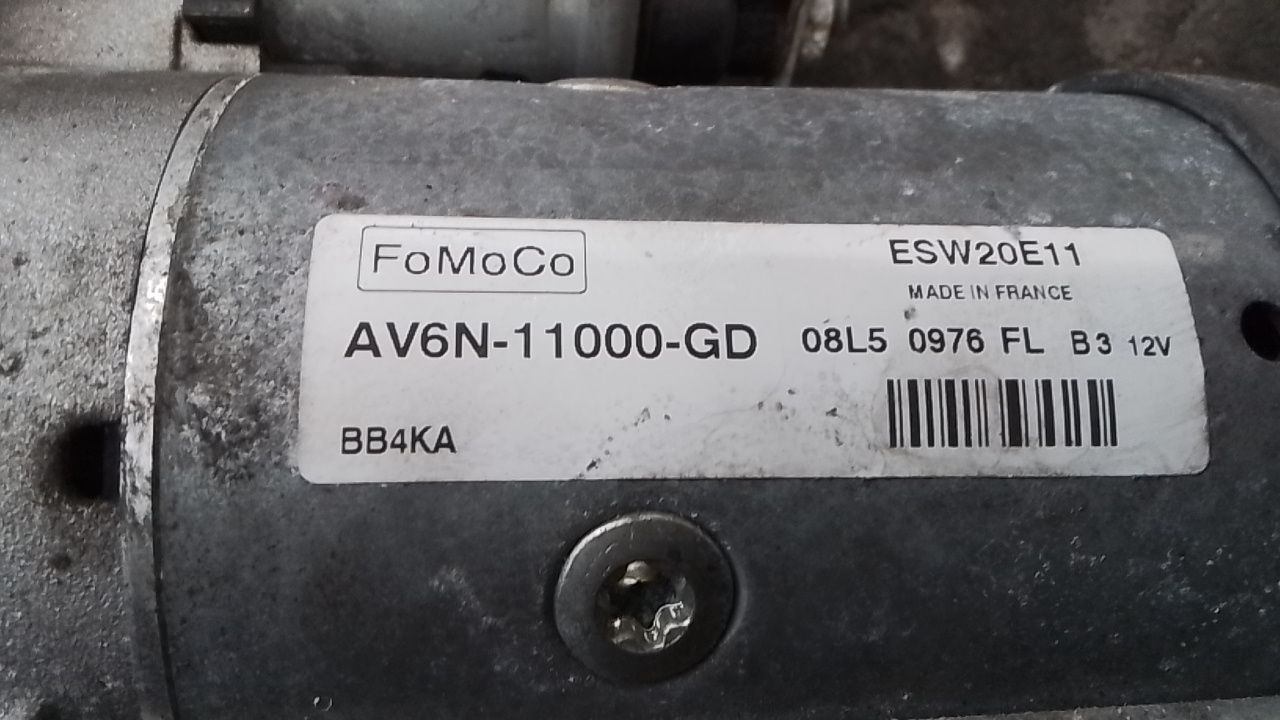 FoMoCo
ESW20E11
MADE IN FRANCE
AV6N-11000-GD
08L5 0976 FL B3 12V
BB4KA